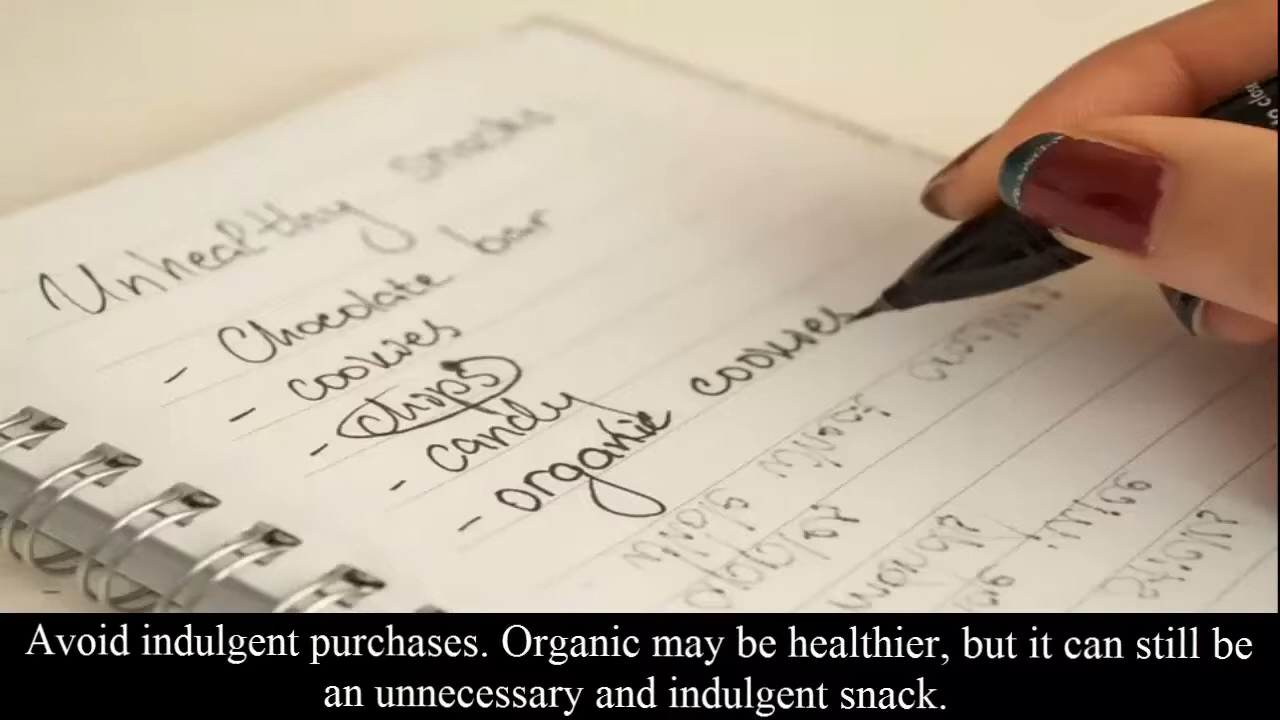 Unhealthy snacks
- Chocolate bar
- cookies
- chips
- candy
- organic cookies
Avoid indulgent purchases. Organic may be healthier, but it can still be
an unnecessary and indulgent snack.